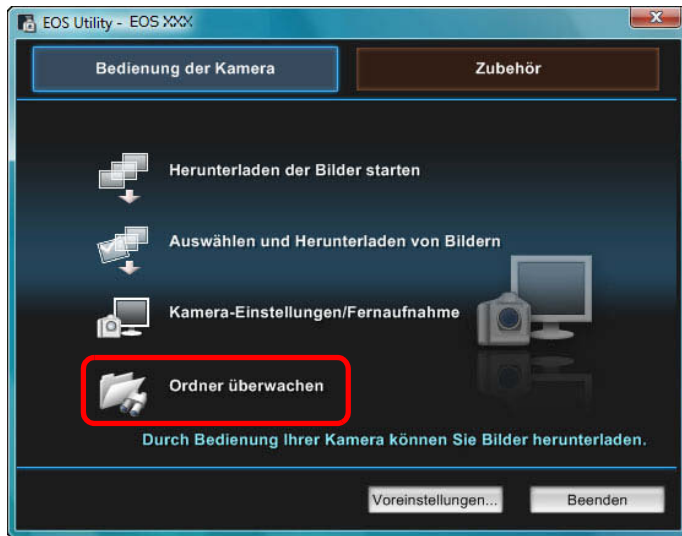 EOS Utility - EOS XXX
Bedienung der Kamera
Zubehör
Herunterladen der Bilder starten
Auswählen und Herunterladen von Bildern
Kamera-Einstellungen/Fernaufnahme
Ordner überwachen
Durch Bedienung Ihrer Kamera können Sie Bilder herunterladen.
Voreinstellungen...
Beenden